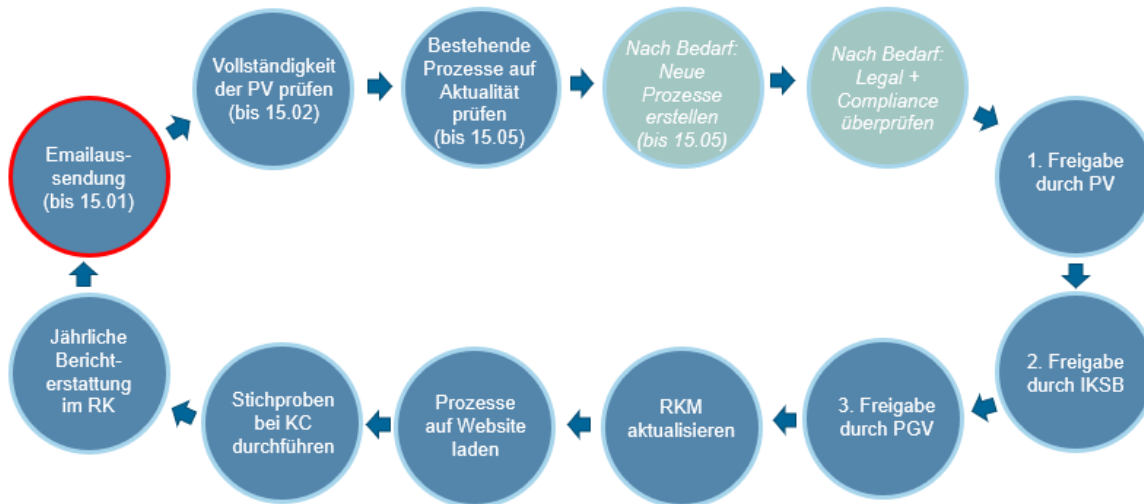 Emailaus-
sendung
(bis 15.01)
Vollständigkeit
der PV prüfen
(bis 15.02)
Bestehende
Prozesse auf
Aktualität
prüfen
(bis 15.05)
Nach Bedarf:
Neue
Prozesse
erstellen
(bis 15.05)
Nach Bedarf:
Legal +
Compliance
überprüfen
1. Freigabe
durch PV
2. Freigabe
durch IKSB
3. Freigabe
durch PGV
RKM
aktualisieren
Prozesse
auf Website
laden
Stichproben
bei KC
durchführen
Jährliche
Bericht-
erstattung
im RK